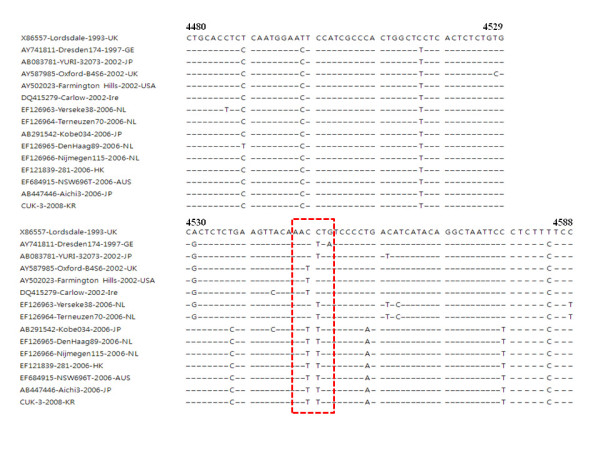 4480 4529
X86557-Lordsdale-1993-UK CTGCACCTCT CAATGGAATT CCATCGCCCA CTGGCTCCTC ACTCTCTGTG
AY741811-Dresden174-1997-GE ---------C --------C- ---------- -------T-- ----------
AB083781-YURI-32073-2002-JP ---------C --------C- ---------- -------T-- ----------
AY587985-Oxford-B4S6-2002-UK ---------C --------C- ---------- ---------- --------C-
AY502023-Farmington Hills-2002-USA ---------C --------C- ---------- -------T-- ----------
DQ415279-Carlow-2002-Ire ---------C --------C- ---------- -------T-- ----------
EF126963-Yerseke38-2006-NL ------T--C --------C- ---------- -------T-- ----------
EF126964-Terneuzen70-2006-NL ---------C --------C- ---------- -------T-- ----------
AB291542-Kobe034-2006-JP ---------C --------C- ---------- -------T-- ----------
EF126965-DenHaag89-2006-NL ---------T --------C- ---------- -------T-- ----------
EF126966-Nijmegen115-2006-NL ---------C --------C- ---------- -------T-- ----------
EF121839-281-2006-HK ---------C --------C- ---------- -------T-- ----------
EF684915-NSW696T-2006-AUS ---------C --------C- ---------- -------T-- ----------
AB447446-Aichi3-2006-JP ---------C --------C- ---------- -------T-- ----------
CUK-3-2008-KR ---------C --------C- ---------- -------T-- ----------
4530 4588
X86557-Lordsdale-1993-UK CACTCTCTGA AGTTACAAAC CTGTCCCCTG ACATCATACA GGCTAATTCC CTCTTTTCC
AY741811-Dresden174-1997-GE -G-------- ---------- -TA------- ---------- ---------- ------C--
AB083781-YURI-32073-2002-JP -G-------- ---------- -T-------- --T------- ---------- ------C--
AY587985-Oxford-B4S6-2002-UK -G-------- ---------T ---------- ---------- ---------- ------C--
AY502023-Farmington Hills-2002-USA -G-------- ---------T ---------- ---------- ---------- ------C--
DQ415279-Carlow-2002-Ire -G-------- ---C-----T ---------- ---------- ---------- ------C--
EF126963-Yerseke38-2006-NL -G-------- ---------- -T-------- --T-C----- ---------- ------C-T
EF126964-Terneuzen70-2006-NL -G-------- ---------- -T-------- --T------- ---------- ------C-T
AB291542-Kobe034-2006-JP -------C-- ---C-----T -T------A- ---------- ---------T ------C--
EF126965-DenHaag89-2006-NL -------C-- ---------T -T------A- ---------- ---------T ------C--
EF126966-Nijmegen115-2006-NL -------C-- ---------T -T------A- ---------- ---------T ------C--
EF121839-281-2006-HK -------C-- ---------T -T------A- ---------- ---------T ------C--
EF684915-NSW696T-2006-AUS -------C-- ---------T -T------A- ---------- ---------T ------C--
AB447446-Aichi3-2006-JP -------C-- ---------T -T------A- ---------- ---------T ------C--
CUK-3-2008-KR -------C-- ---------T -T------A- ---------- ---------T ------C--